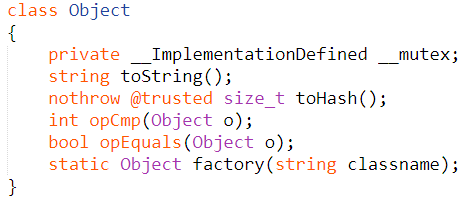 class Object
{
    private __ImplementationDefined __mutex;
    string toString();
    nothrow @trusted size_t toHash();
    int opCmp(Object o);
    bool opEquals(Object o);
    static Object factory(string classname);
}